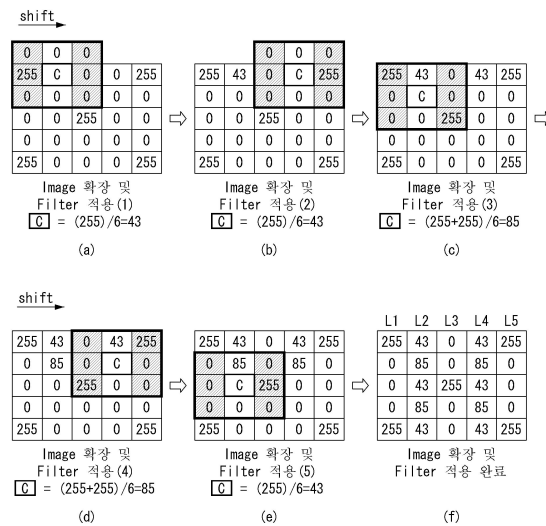 shift
0 0 0
255 C 0 0 255
0 0 0 0 0
0 0 255 0 0
0 0 0 0 0
255 0 0 0 255
Image 확장 및
Filter 적용(1)
C = (255)/6=43
(a)
0 0 0
255 43 0 C 255
0 0 0 0 0
0 0 255 0 0
0 0 0 0 0
255 0 0 0 255
Image 확장 및
Filter 적용(2)
C = (255)/6=43
(b)
255 43 0 43 255
0 C 0 0 0
0 0 255 0 0
0 0 0 0 0
255 0 0 0 255
Image 확장 및
Filter 적용(3)
C = (255+255)/6=85
(c)
shift
255 43 0 43 255
0 85 0 C 0
0 0 255 0 0
0 0 0 0 0
255 0 0 0 255
Image 확장 및
Filter 적용(4)
C = (255+255)/6=85
(d)
255 43 0 43 255
0 85 0 85 0
0 C 255 0 0
0 0 0 0 0
255 0 0 0 255
Image 확장 및
Filter 적용(5)
C = (255)/6=43
(e)
L1 L2 L3 L4 L5
255 43 0 43 255
0 85 0 85 0
0 43 255 43 0
0 85 0 85 0
255 43 0 43 255
Image 확장 및
Filter 적용 완료
(f)